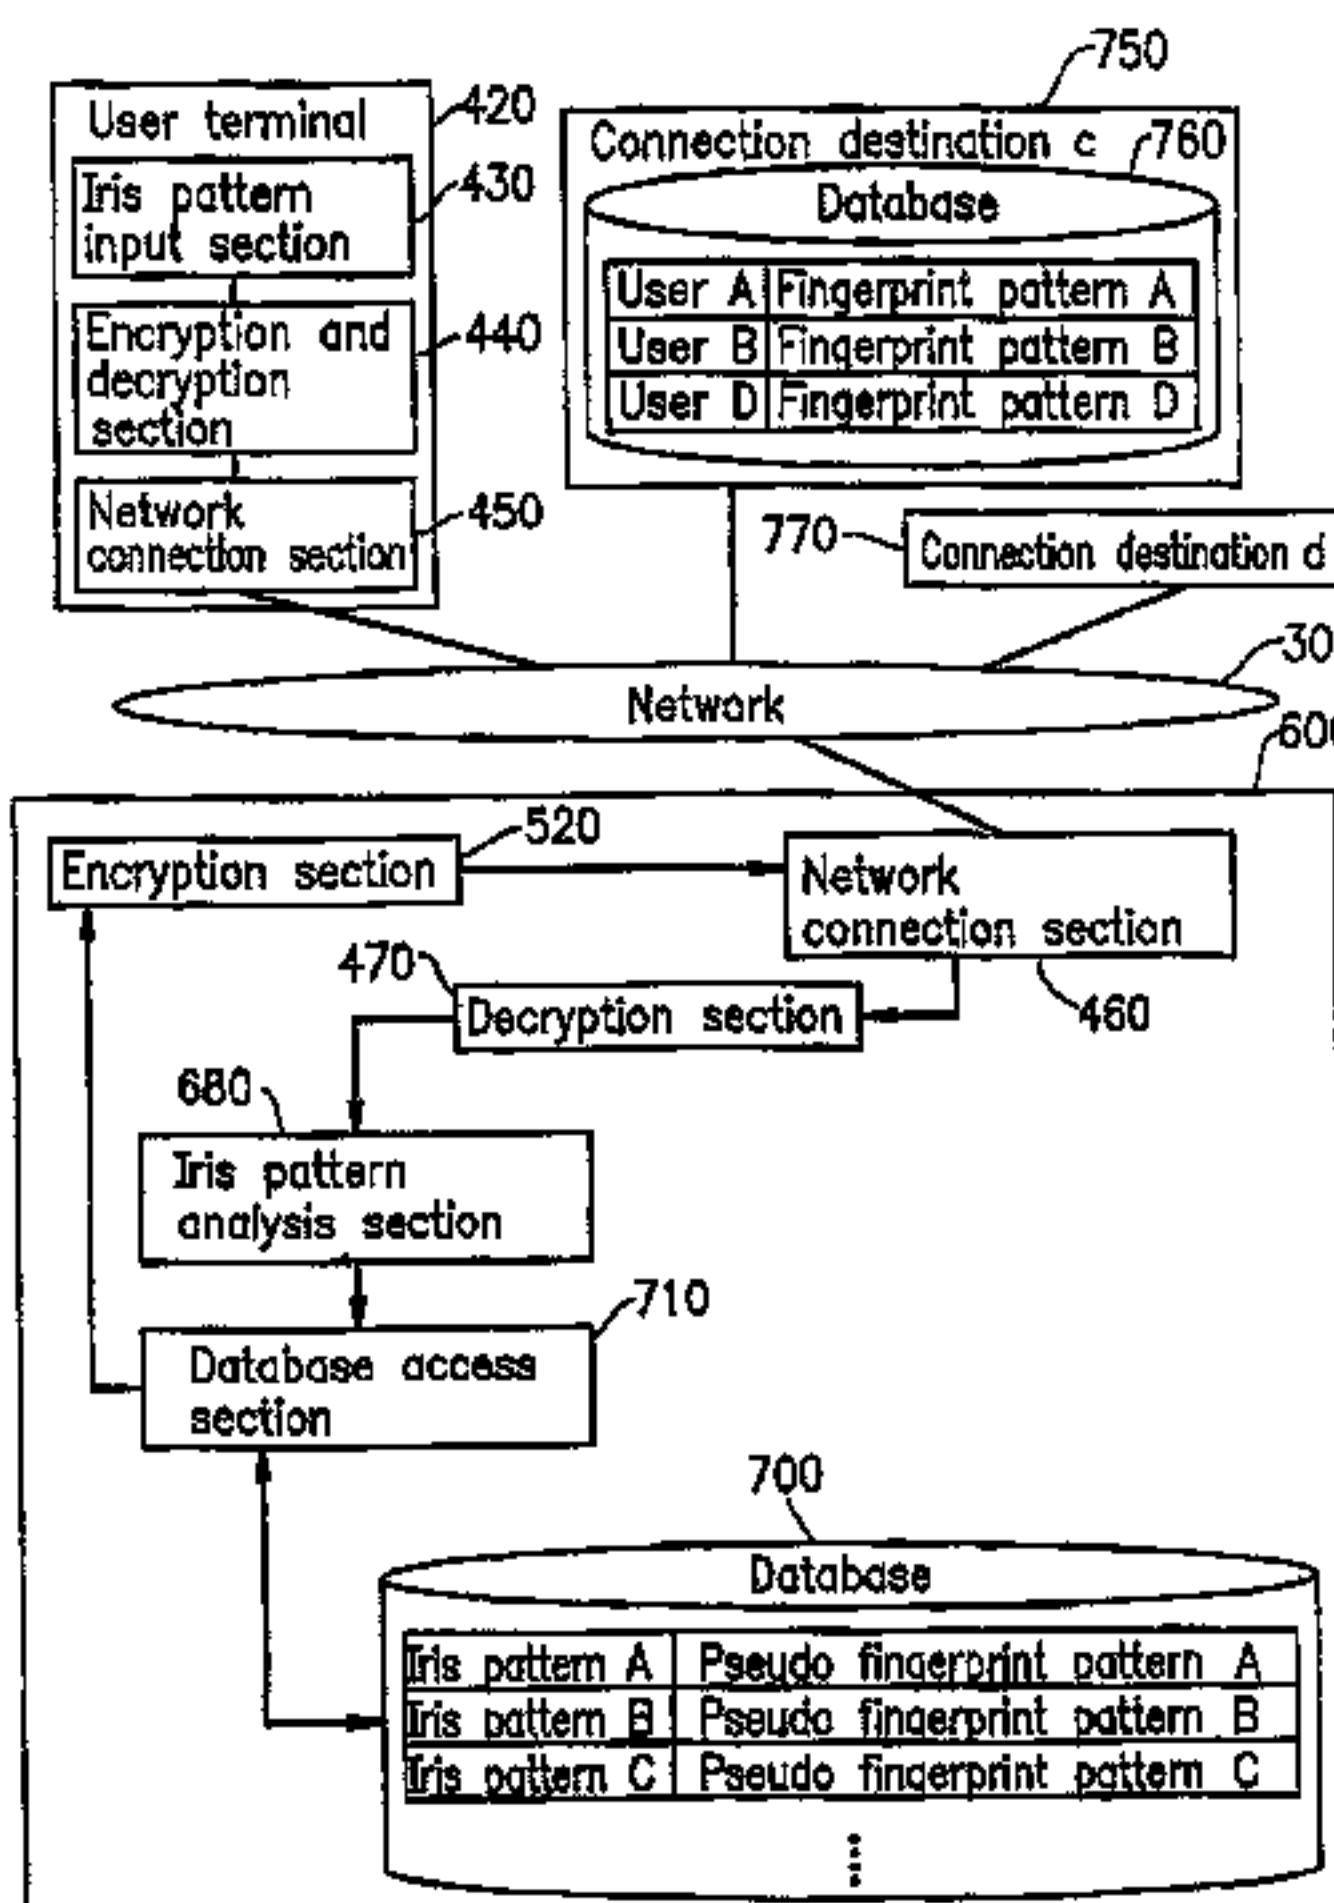 750
User terminal
420
Connection destination c
760
Iris pattern
input section
430
Database
User A Fingerprint pattern A
User B Fingerprint pattern B
User D Fingerprint pattern D
Encryption and
decryption
section
440
Network
connection section
450
770
Connection destination d
30
Network
600
520
Encryption section
Network
connection section
470
Decryption section
460
680
Iris pattern
analysis section
710
Database access
section
700
Database
Iris pattern A Pseudo fingerprint pattern A
Iris pattern B Pseudo fingerprint pattern B
Iris pattern C Pseudo fingerprint pattern C